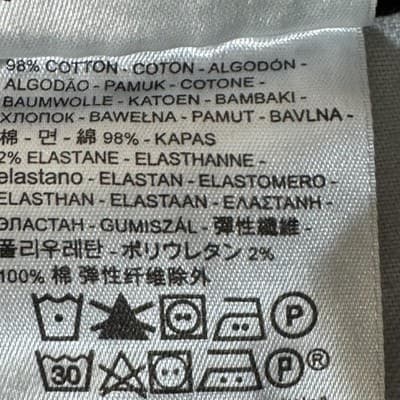 98% COTTON - COTON - ALGODÓN -
ALGODÃO - PAMUK - COTONE -
BAUMWOLLE - KATOEN - BAMBAKI -
ХЛОПОК - BAWEŁNA - PAMUT - BAVLNA -
棉 - 면 - 綿 98% - KAPAS
2% ELASTANE - ELASTHANNE -
elastano - ELASTAN - ELASTOMERO -
ELASTHAN - ELASTAAN - ΕΛΑΣΤΑΝΗ -
ЭЛАСТАН - GUMISZÁL - 彈性纖維 -
폴리우레탄 - ポリウレタン 2%
100% 棉 弹性纤维除外
P
30 P ®